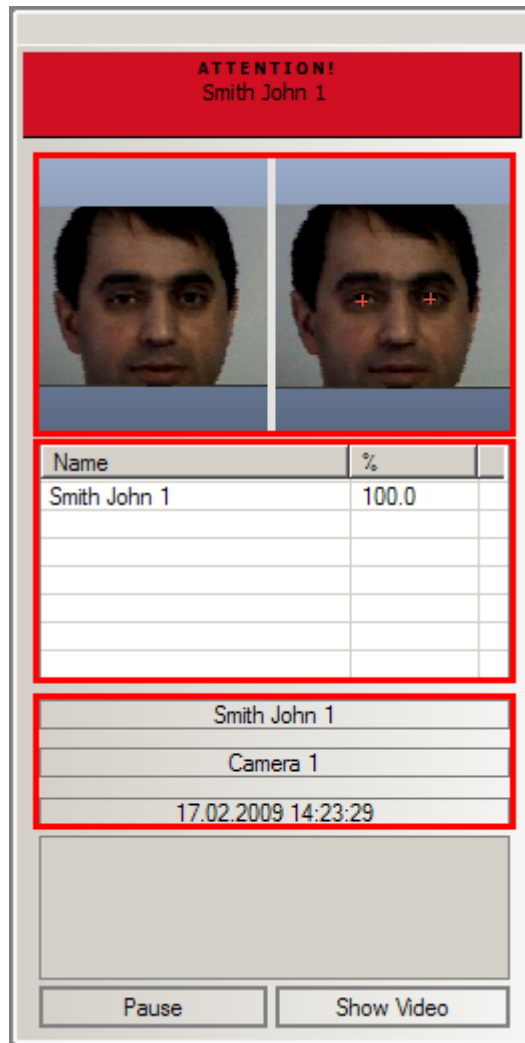 ATTENTION!
Smith John 1
Name %
Smith John 1 100.0
Smith John 1
Camera 1
17.02.2009 14:23:29
Pause Show Video